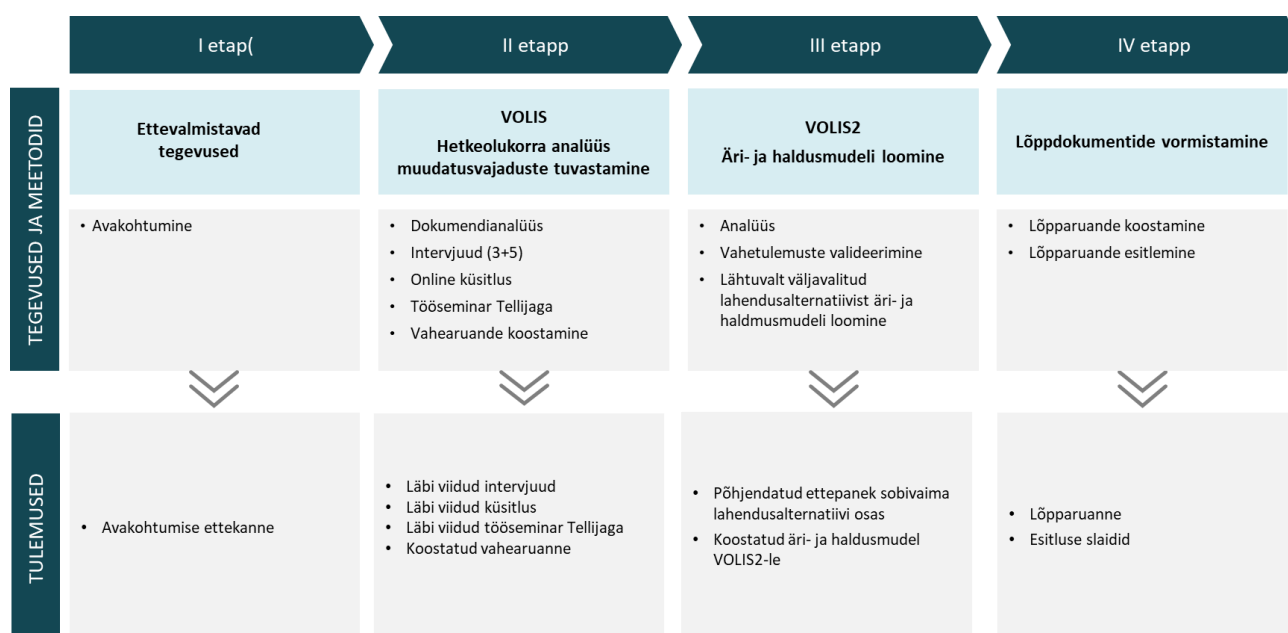 I etap(
II etapp
III etapp
IV etapp
TEGEVUSED JA MEETODID
Ettevalmistavad
tegevused
VOLIS
Hetkeolukorra analüüs
muudatusvajaduste tuvastamine
VOLIS2
Äri- ja haldusmudeli loomine
Lõppdokumentide vormistamine
• Avakohtumine
• Dokumendianalüüs
• Intervjuud (3+5)
• Online küsitlus
• Tööseminar Tellijaga
• Vahearuande koostamine
• Analüüs
• Vahetulemuste valideerimine
• Lähtuvalt väljavalitud
lahendusalternatiivist äri- ja
haldmusmudeli loomine
• Lõpparuande koostamine
• Lõpparuande esitlemine
TULEMUSED
• Avakohtumise ettekanne
• Läbi viidud intervjuud
• Läbi viidud küsitlus
• Läbi viidud tööseminar Tellijaga
• Koostatud vahearuanne
• Põhjendatud ettepanek sobivaima
lahendusalternatiivi osas
• Koostatud äri- ja haldusmudel
VOLIS2-le
• Lõpparuanne
• Esitluse slaidid